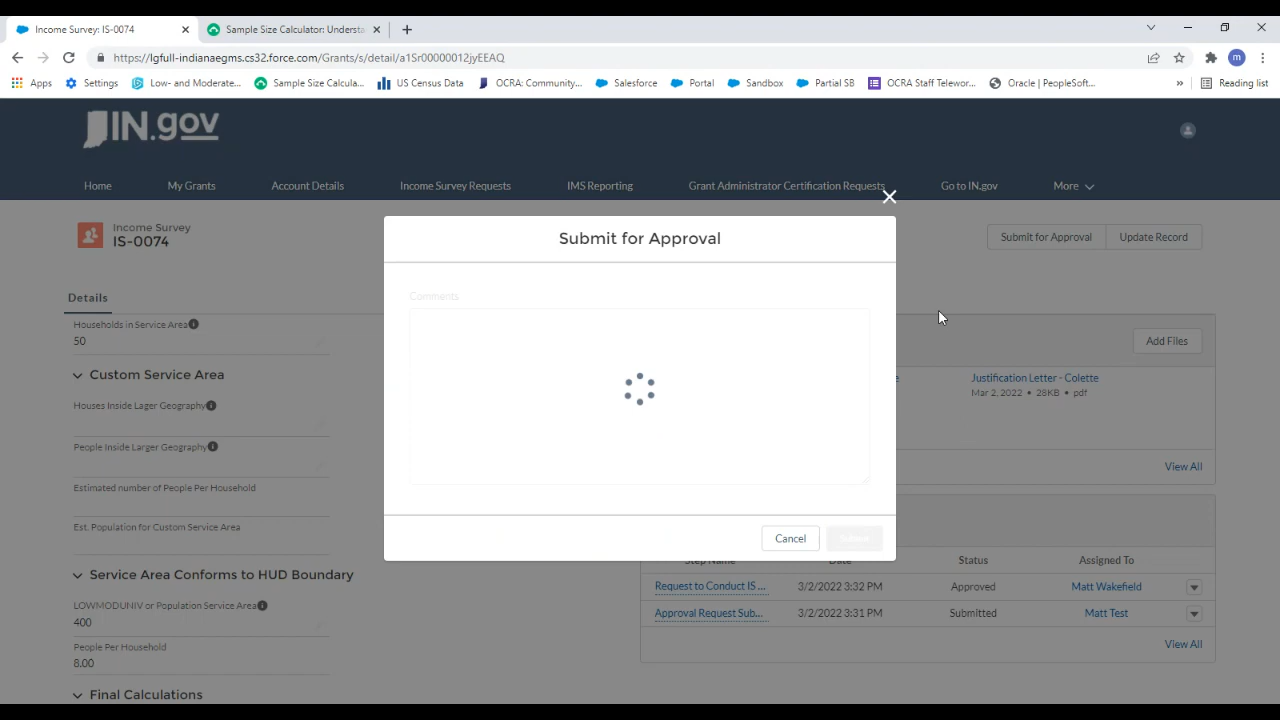 Income Survey: IS-0074
Sample Size Calculator: Understa
https://lgfull-indianaegms.cs32.force.com/Grants/s/detail/a1Sr00000012jyEEAQ
m
Apps Settings Low- and Moderate... Sample Size Calcula... US Census Data OCRA: Community... Salesforce Portal Sandbox Partial SB OCRA Staff Telewor... Oracle | PeopleSoft... » Reading list
IN.gov
Home My Grants Account Details Income Survey Requests IMS Reporting Grant Administrator Certification Requests Go to IN.gov More
Income Survey
IS-0074
Submit for Approval Update Record
Submit for Approval
Comments
Cancel Submit
Details
Households in Service Area
50
Custom Service Area
Houses Inside Lager Geography
People Inside Larger Geography
Estimated number of People Per Household
Est. Population for Custom Service Area
Service Area Conforms to HUD Boundary
LOWMODUNIV or Population Service Area
400
People Per Household
8.00
Final Calculations
Add Files
Justification Letter - Colette
Mar 2, 2022 • 28KB • pdf
View All
Step Name Date Status Assigned To
Request to Conduct IS ... 3/2/2022 3:32 PM Approved Matt Wakefield
Approval Request Sub... 3/2/2022 3:31 PM Submitted Matt Test
View All